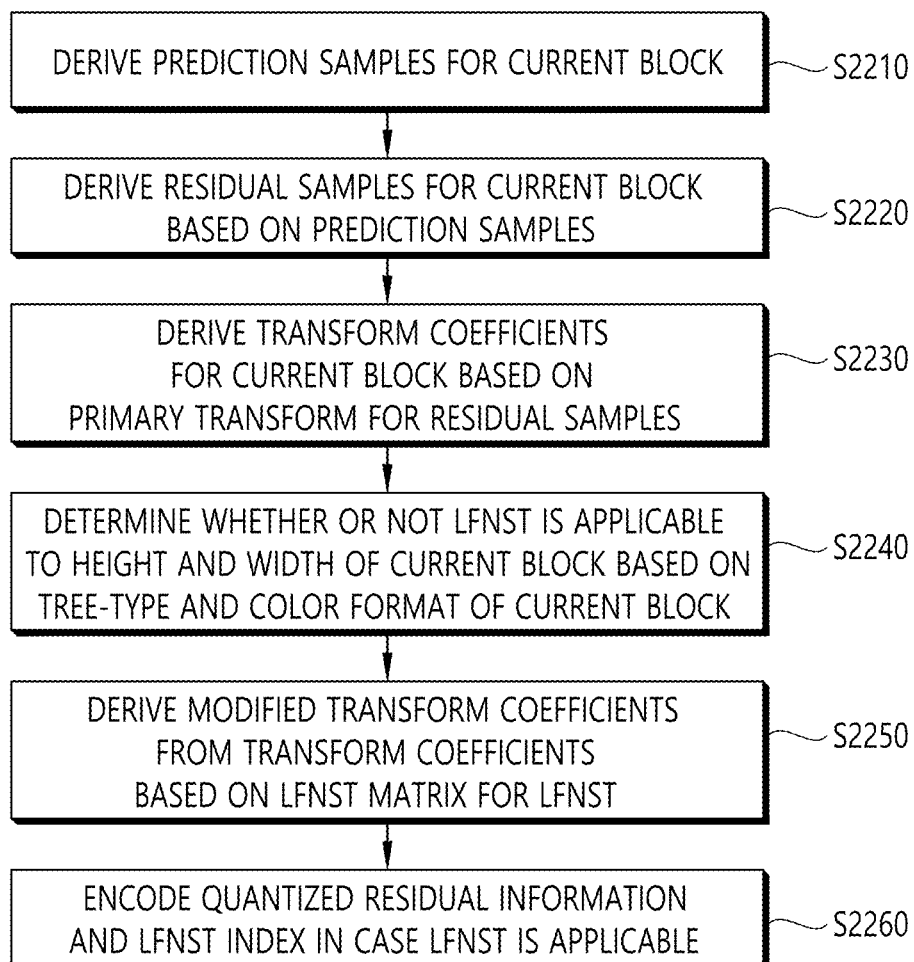 DERIVE PREDICTION SAMPLES FOR CURRENT BLOCK
S2210
DERIVE RESIDUAL SAMPLES FOR CURRENT BLOCK
BASED ON PREDICTION SAMPLES
S2220
DERIVE TRANSFORM COEFFICIENTS
FOR CURRENT BLOCK BASED ON
PRIMARY TRANSFORM FOR RESIDUAL SAMPLES
S2230
DETERMINE WHETHER OR NOT LFNST IS APPLICABLE
TO HEIGHT AND WIDTH OF CURRENT BLOCK BASED ON
TREE-TYPE AND COLOR FORMAT OF CURRENT BLOCK
S2240
DERIVE MODIFIED TRANSFORM COEFFICIENTS
FROM TRANSFORM COEFFICIENTS
BASED ON LFNST MATRIX FOR LFNST
S2250
ENCODE QUANTIZED RESIDUAL INFORMATION
AND LFNST INDEX IN CASE LFNST IS APPLICABLE
S2260